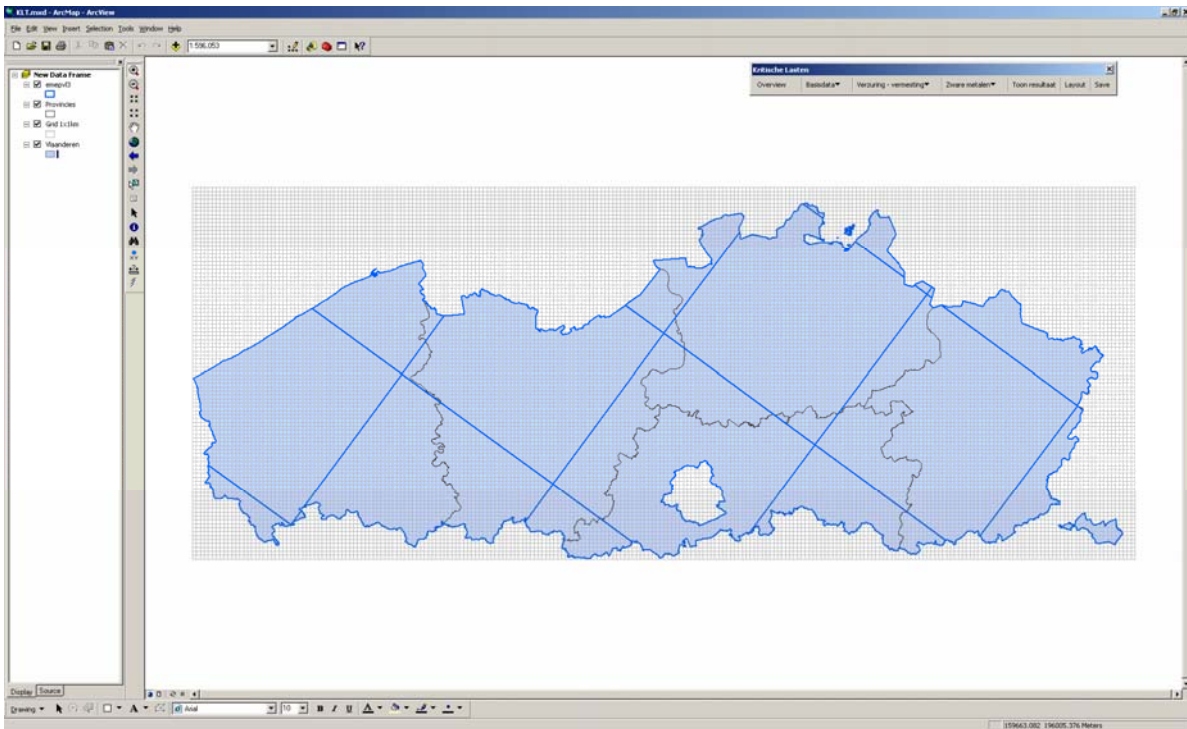 KLT.mxd - ArcMap - ArcView
File Edit View Insert Selection Tools Window Help
1:596.053
New Data Frame
emepvl3
Provincies
Grid 1x1km
Vlaanderen
Kritische Lasten
Overview Basisdata Verzuring - vermesting Zware metalen Toon resultaat Layout Save
Display Source
Drawing A Arial 10 B I U A
159663.082 196005.376 Meters